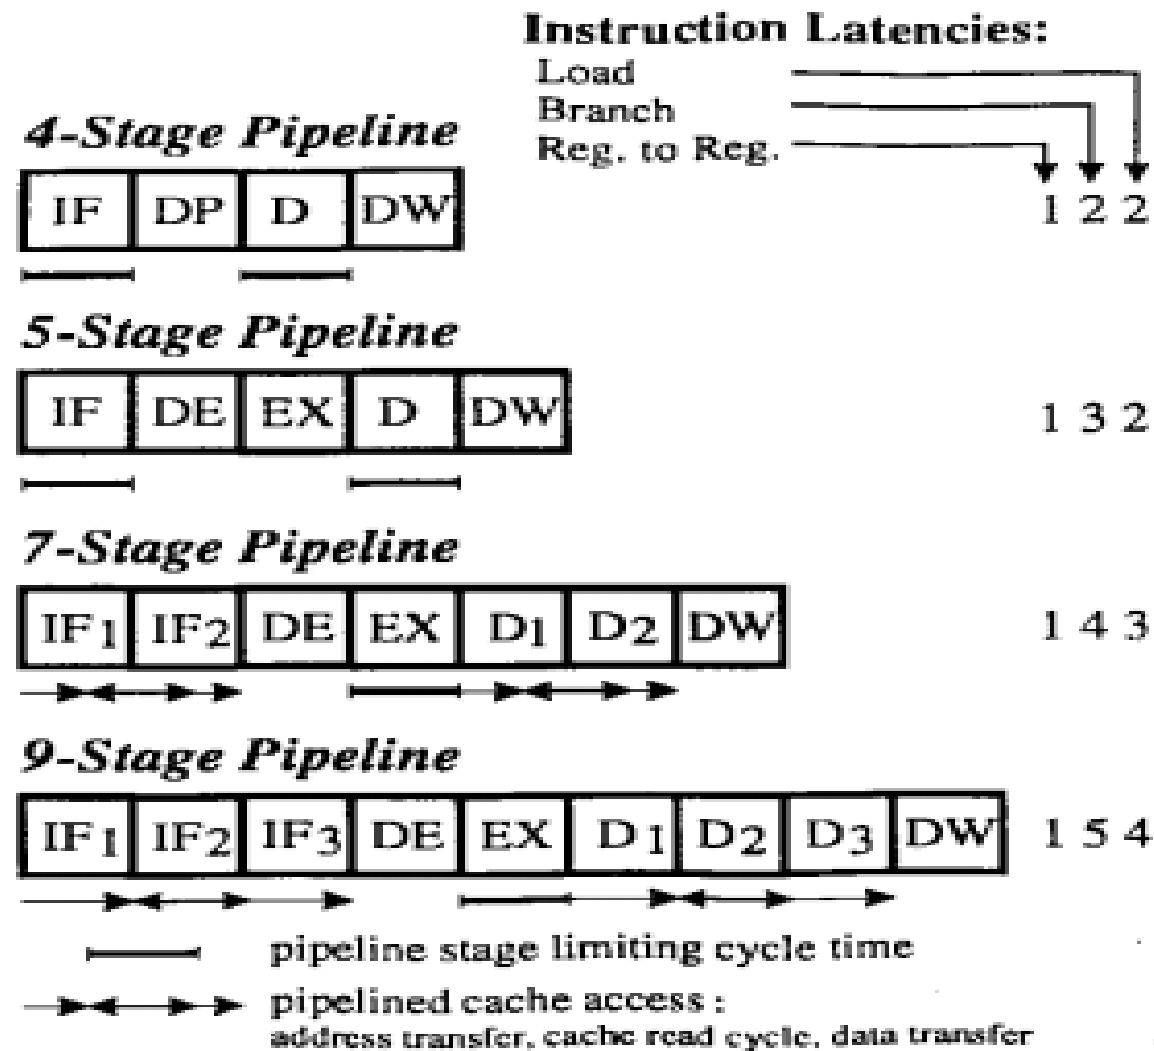 Instruction Latencies:
Load
Branch
Reg. to Reg.
4-Stage Pipeline
IF DP D DW
1 2 2
5-Stage Pipeline
IF DE EX D DW
1 3 2
7-Stage Pipeline
IF1 IF2 DE EX D1 D2 DW
1 4 3
9-Stage Pipeline
IF1 IF2 IF3 DE EX D1 D2 D3 DW
1 5 4
pipeline stage limiting cycle time
pipelined cache access :
address transfer, cache read cycle, data transfer